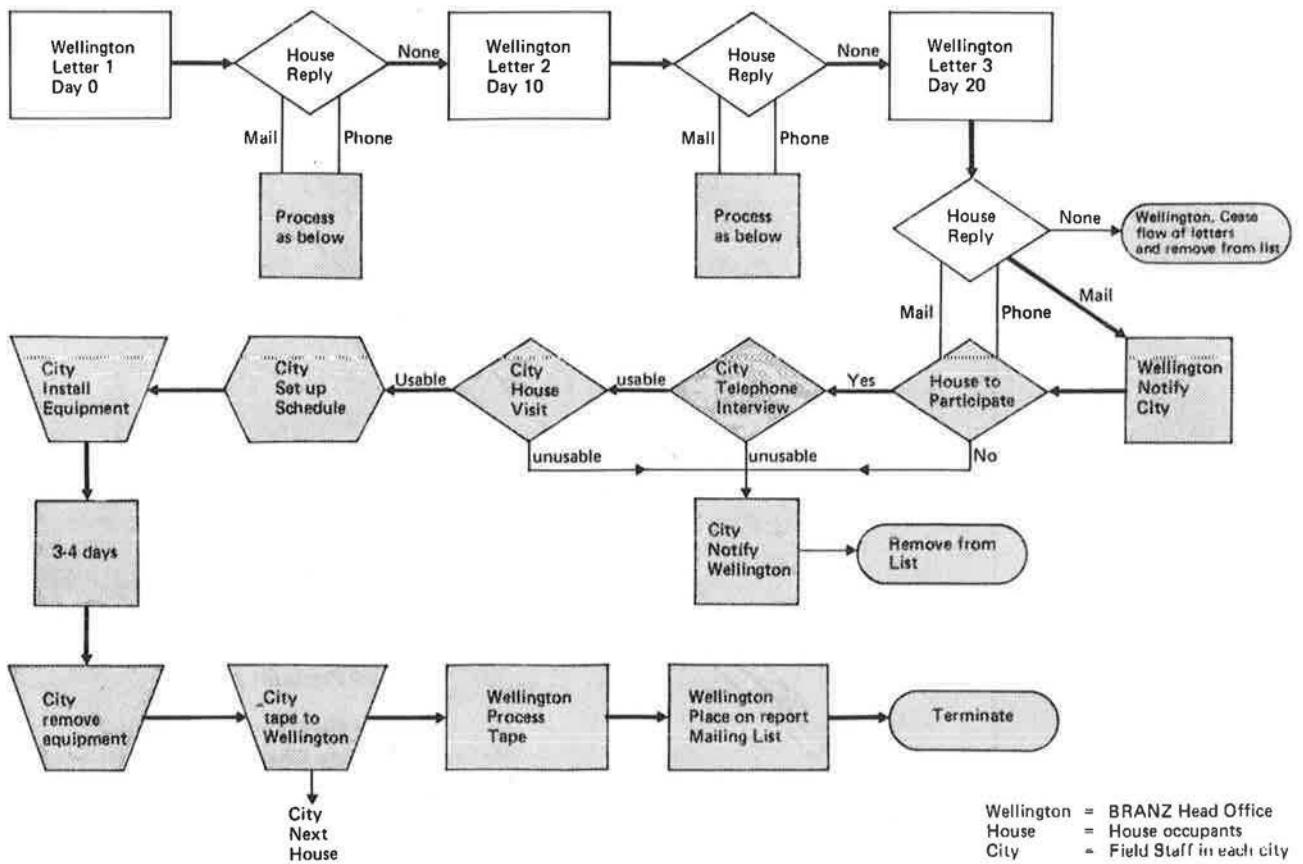 Wellington
Letter 1
Day 0
House
Reply
None
Wellington
Letter 2
Day 10
House
Reply
None
Wellington
Letter 3
Day 20
Mail
Phone
Mail
Phone
Process
as below
Process
as below
House
Reply
None
Wellington, Cease
flow of letters
and remove from list
Mail
Phone
Mail
City
Install
Equipment
City
Set up
Schedule
Usable
City
House
Visit
usable
City
Telephone
Interview
Yes
House to
Participate
Wellington
Notify
City
unusable
unusable
No
3-4 days
City
Notify
Wellington
Remove from
List
City
remove
equipment
City
tape to
Wellington
Wellington
Process
Tape
Wellington
Place on report
Mailing List
Terminate
City
Next
House
Wellington = BRANZ Head Office
House = House occupants
City = Field Staff in each city